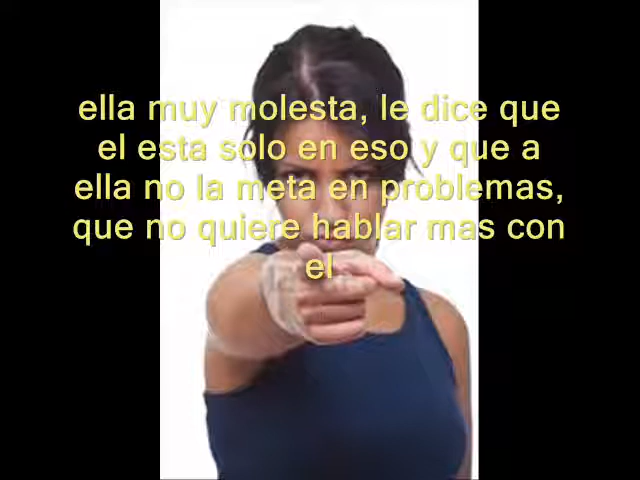 ella muy molesta, le dice que
el esta solo en eso y que a
ella no la meta en problemas,
que no quiere hablar mas con
el